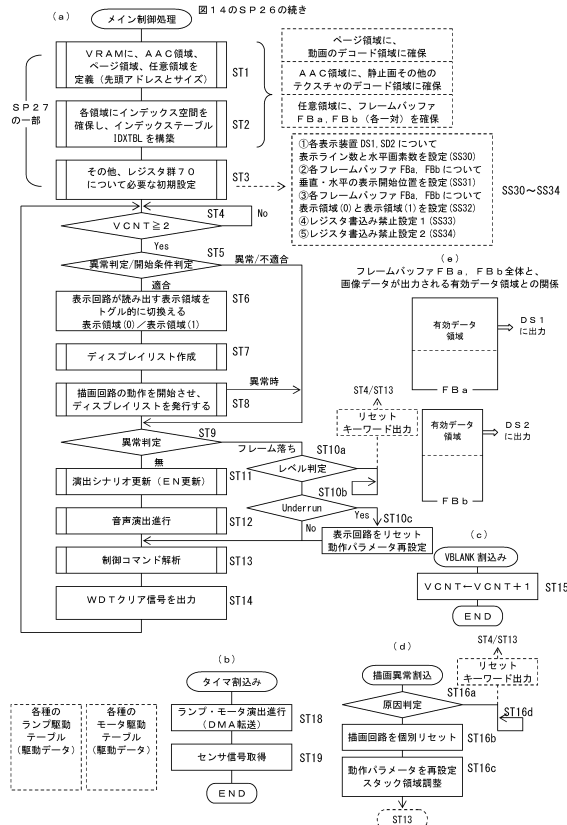 図14のSP26の続き
(a)
メイン制御処理
VRAMに、AAC領域、
ページ領域、任意領域を
定義（先頭アドレスとサイズ）
ST1
各領域にインデックス空間を
確保し、インデックステーブル
IDXTBLを構築
ST2
その他、レジスタ群70
について必要な初期設定
ST3
SP27
の一部
ページ領域に、
動画のデコード領域に確保
AAC領域に、静止画その他の
テクスチャのデコード領域に確保
任意領域に、フレームバッファ
FBa,FBb（各一対）を確保
①各表示装置DS1,SD2について
表示ライン数と水平画素数を設定(SS30)
②各フレームバッファFBa, FBbについて
垂直・水平の表示開始位置を設定(SS31)
③各フレームバッファFBa, FBbについて
表示領域(0)と表示領域(1)を設定(SS32)
④レジスタ書込み禁止設定1(SS33)
⑤レジスタ書込み禁止設定2(SS34)
SS30～SS34
ST4
VCNT≧2
No
Yes
ST5
異常判定/開始条件判定
異常/不適合
適合
表示回路が読み出す表示領域を
トグル的に切換える
表示領域(0)／表示領域(1)
ST6
ディスプレイリスト作成
ST7
描画回路の動作を開始させ、
ディスプレイリストを発行する
ST8
異常時
ST9
異常判定
フレーム落ち
無
演出シナリオ更新（EN更新）
ST11
音声演出進行
ST12
制御コマンド解析
ST13
WDTクリア信号を出力
ST14
ST4/ST13
リセット
キーワード出力
ST10a
レベル判定
ST10b
Underrun
Yes
No
ST10c
表示回路をリセット
動作パラメータ再設定
(e)
フレームバッファFBa, FBb全体と、
画像データが出力される有効データ領域との関係
有効データ
領域
DS1
に出力
FBa
有効データ
領域
DS2
に出力
FBb
(c)
VBLANK割込み
VCNT←VCNT＋1
ST15
END
(b)
タイマ割込み
ランプ・モータ演出進行
(DMA転送)
ST18
センサ信号取得
ST19
END
各種の
ランプ駆動
テーブル
(駆動データ)
各種の
モータ駆動
テーブル
(駆動データ)
(d)
描画異常割込
ST4/ST13
リセット
キーワード出力
ST16a
原因判定
ST16d
描画回路を個別リセット
ST16b
動作パラメータを再設定
スタック領域調整
ST16c
ST13